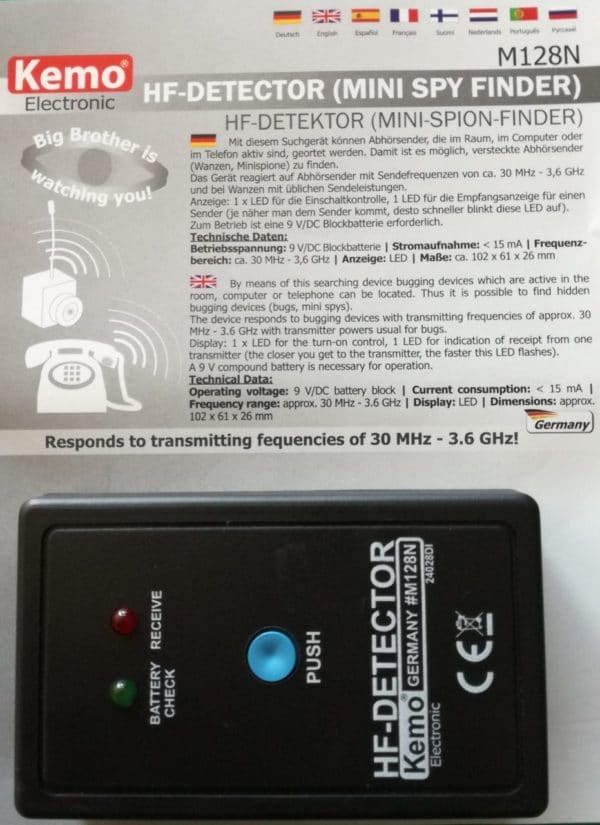 Deutsch English Español Français Suomi Nederlands Português Русский
M128N
Kemo®
Electronic
HF-DETECTOR (MINI SPY FINDER)
HF-DETEKTOR (MINI-SPION-FINDER)
Big Brother is
watching you!
Mit diesem Suchgerät können Abhörsender, die im Raum, im Computer oder
im Telefon aktiv sind, geortet werden. Damit ist es möglich, versteckte Abhörsender
(Wanzen, Minispione) zu finden.
Das Gerät reagiert auf Abhörsender mit Sendefrequenzen von ca. 30 MHz - 3,6 GHz
und bei Wanzen mit üblichen Sendeleistungen.
Anzeige: 1 x LED für die Einschaltkontrolle, 1 LED für die Empfangsanzeige für einen
Sender (je näher man dem Sender kommt, desto schneller blinkt diese LED auf).
Zum Betrieb ist eine 9 V/DC Blockbatterie erforderlich.
Technische Daten:
Betriebsspannung: 9 V/DC Blockbatterie | Stromaufnahme: < 15 mA | Frequenz-
bereich: ca. 30 MHz - 3,6 GHz | Anzeige: LED | Maße: ca. 102 x 61 x 26 mm
By means of this searching device bugging devices which are active in the
room, computer or telephone can be located. Thus it is possible to find hidden
bugging devices (bugs, mini spys).
The device responds to bugging devices with transmitting frequencies of approx. 30
MHz - 3.6 GHz with transmitter powers usual for bugs.
Display: 1 x LED for the turn-on control, 1 LED for indication of receipt from one
transmitter (the closer you get to the transmitter, the faster this LED flashes).
A 9 V compound battery is necessary for operation.
Technical Data:
Operating voltage: 9 V/DC battery block | Current consumption: < 15 mA |
Frequency range: approx. 30 MHz - 3.6 GHz | Display: LED | Dimensions: approx.
102 x 61 x 26 mm
Germany
Responds to transmitting fequencies of 30 MHz - 3.6 GHz!
BATTERY
CHECK
RECEIVE
PUSH
HF-DETECTOR
Kemo® GERMANY #M128N
Electronic
24028DI
CE